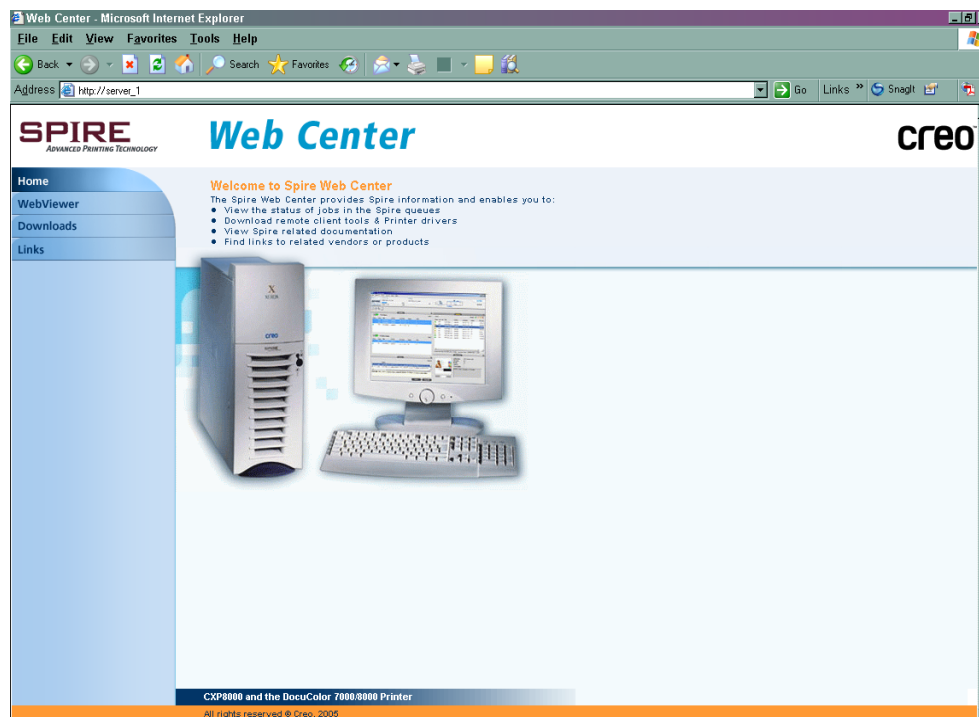 Web Center - Microsoft Internet Explorer
File Edit View Favorites Tools Help
Back Search Favorites
Address http://server_1 Go Links » SnagIt
SPIRE
ADVANCED PRINTING TECHNOLOGY
Web Center
creo
Home
WebViewer
Downloads
Links
Welcome to Spire Web Center
The Spire Web Center provides Spire information and enables you to:
● View the status of jobs in the Spire queues
● Download remote client tools & Printer drivers
● View Spire related documentation
● Find links to related vendors or products
X
creo
CXP8000 and the DocuColor 7000/8000 Printer
All rights reserved © Creo, 2005